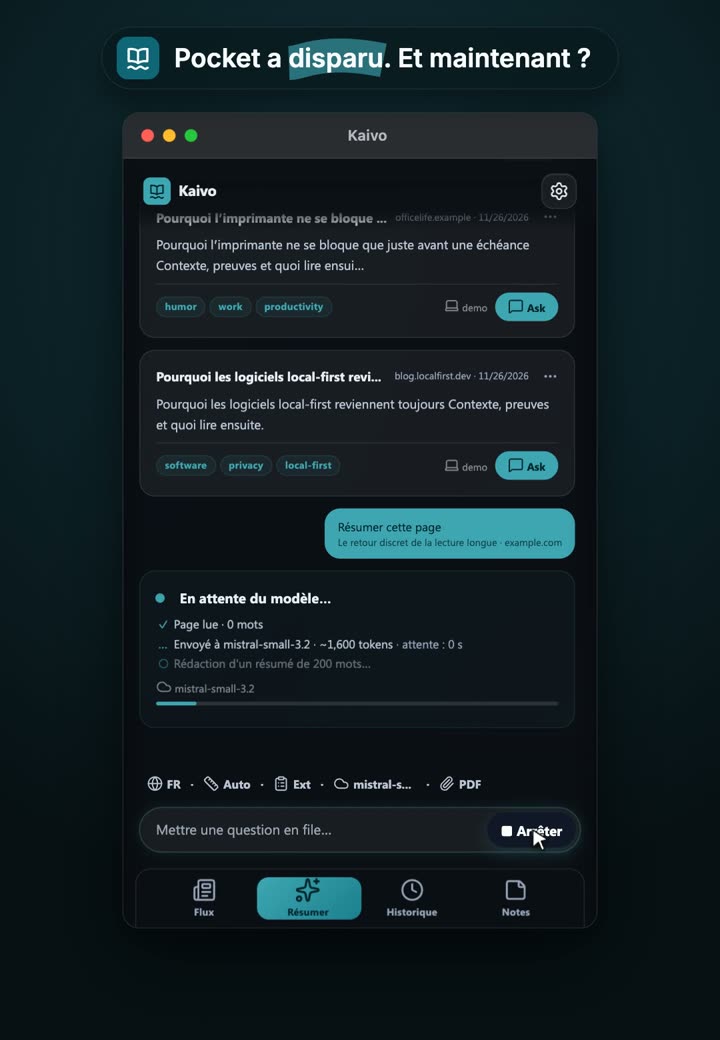 Pocket a disparu. Et maintenant ?
Kaivo
Kaivo
Pourquoi l’imprimante ne se bloque ... officelife.example · 11/26/2026 ...
Pourquoi l’imprimante ne se bloque que juste avant une échéance
Contexte, preuves et quoi lire ensui...
humor work productivity demo Ask
Pourquoi les logiciels local-first revi... blog.localfirst.dev · 11/26/2026 ...
Pourquoi les logiciels local-first reviennent toujours Contexte, preuves
et quoi lire ensuite.
software privacy local-first demo Ask
Résumer cette page
Le retour discret de la lecture longue · example.com
En attente du modèle...
Page lue · 0 mots
... Envoyé à mistral-small-3.2 · ~1,600 tokens · attente : 0 s
Rédaction d'un résumé de 200 mots...
mistral-small-3.2
FR · Auto · Ext · mistral-s... · PDF
Mettre une question en file... Arrêter
Flux Résumer Historique Notes